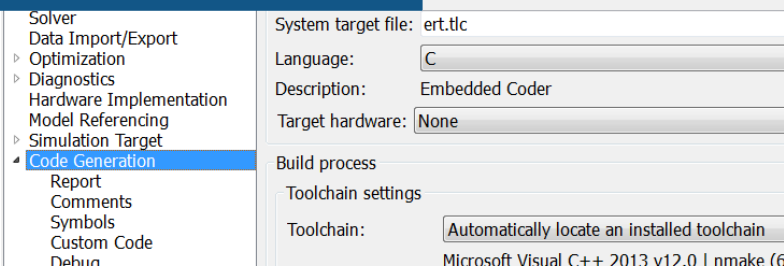 Solver
Data Import/Export
Optimization
Diagnostics
Hardware Implementation
Model Referencing
Simulation Target
Code Generation
Report
Comments
Symbols
Custom Code
Debug
System target file: ert.tlc
Language: C
Description: Embedded Coder
Target hardware: None
Build process
Toolchain settings
Toolchain: Automatically locate an installed toolchain
Microsoft Visual C++ 2013 v12.0 | nmake (6